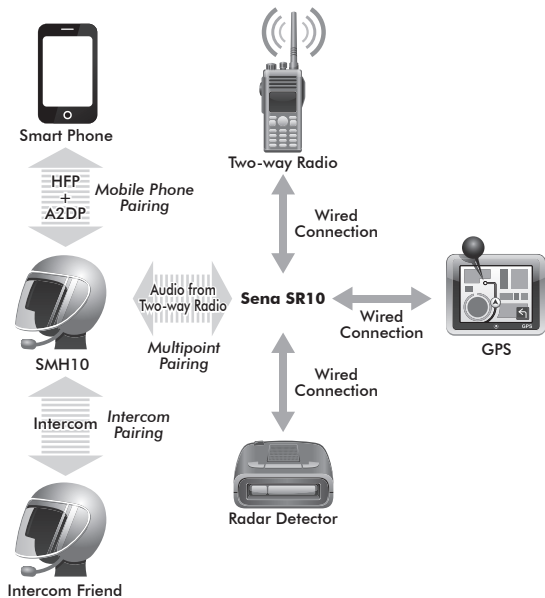 Smart Phone
Two-way Radio
HFP
+
A2DP
Mobile Phone
Pairing
Wired
Connection
Audio from
Two-way Radio
Sena SR10
Wired
Connection
GPS
GPS
SMH10
Multipoint
Pairing
Wired
Connection
Intercom
Intercom
Pairing
Radar Detector
Intercom Friend